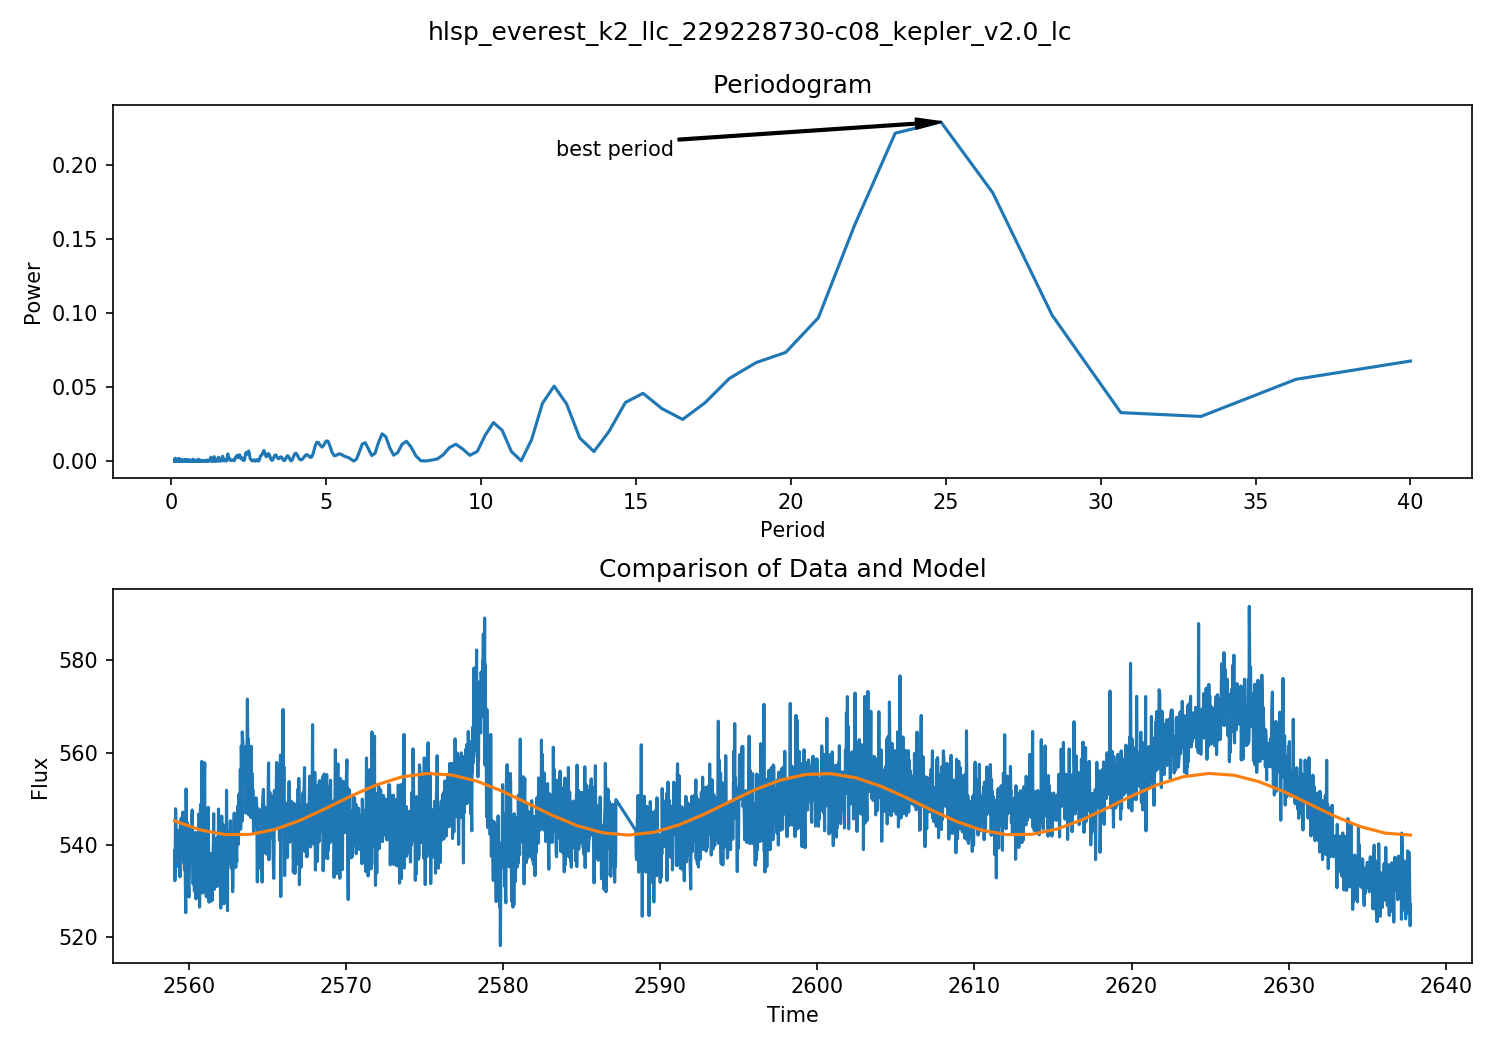 hlsp_everest_k2_llc_229228730-c08_kepler_v2.0_lc
Periodogram
best period
Power
0.20
0.15
0.10
0.05
0.00
0 5 10 15 20 25 30 35 40
Period
Comparison of Data and Model
Flux
580
560
540
520
2560 2570 2580 2590 2600 2610 2620 2630 2640
Time